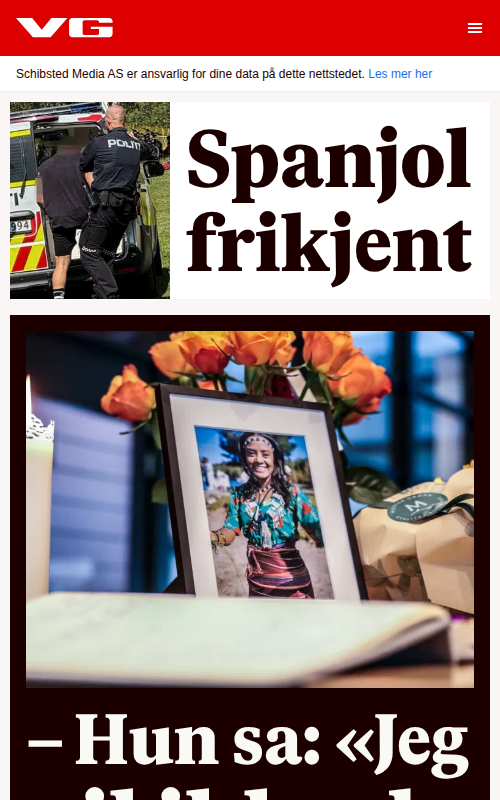 VG
Schibsted Media AS er ansvarlig for dine data på dette nettstedet. Les mer her
POLITI
994
Spanjol
frikjent
– Hun sa: «Jeg